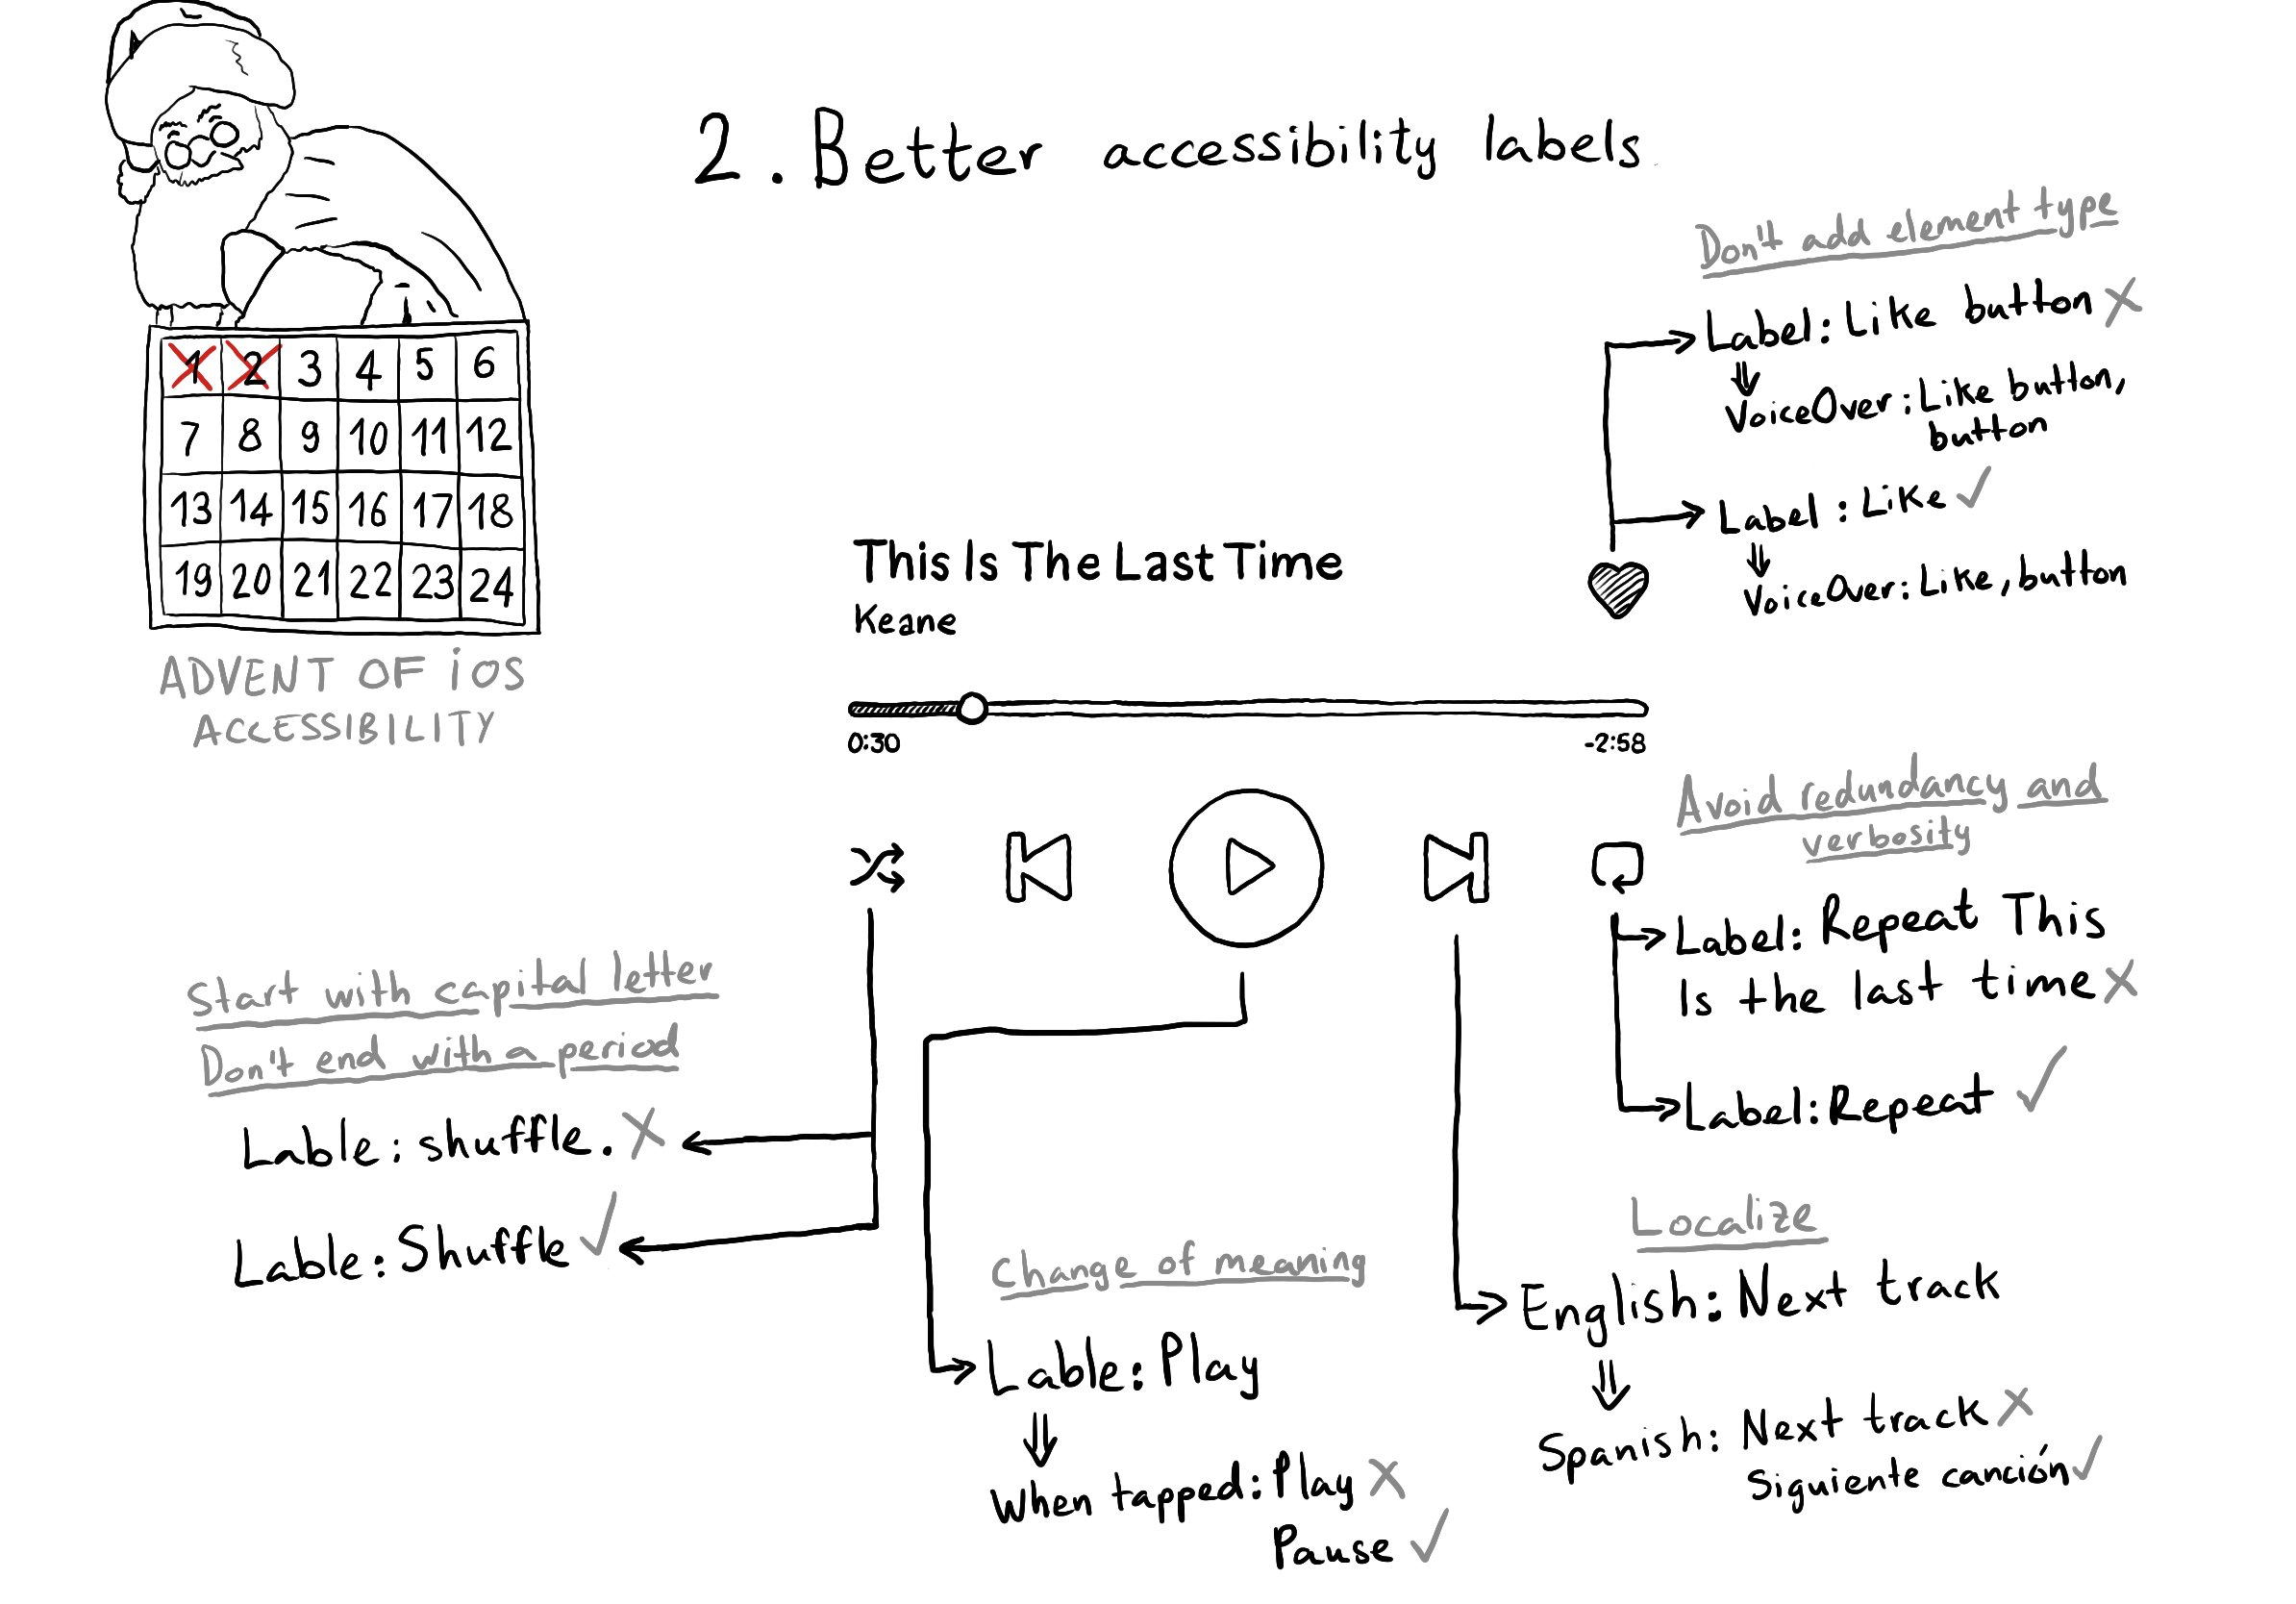 2. Better accessibility labels
1 2 3 4 5 6
7 8 9 10 11 12
13 14 15 16 17 18
19 20 21 22 23 24
ADVENT OF iOS
ACCESSIBILITY
Don't add element type
Label: Like button
VoiceOver: Like button,
button
Label: Like
VoiceOver: Like, button
This Is The Last Time
Keane
0:30
-2:58
Avoid redundancy and
verbosity
Label: Repeat This
Is the last time
Label: Repeat
Start with capital letter
Don't end with a period
Lable: shuffle.
Lable: Shuffle
Change of meaning
Lable: Play
When tapped: Play
Pause
Localize
English: Next track
Spanish: Next track
Siguiente canción